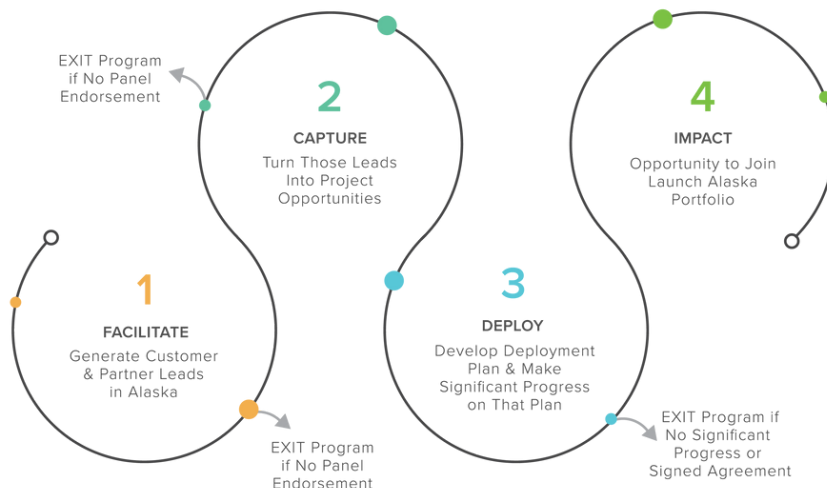 EXIT Program
if No Panel
Endorsement
2
CAPTURE
Turn Those Leads
Into Project
Opportunities
4
IMPACT
Opportunity to Join
Launch Alaska
Portfolio
1
FACILITATE
Generate Customer
& Partner Leads
in Alaska
3
DEPLOY
Develop Deployment
Plan & Make
Significant Progress
on That Plan
EXIT Program
if No Panel
Endorsement
EXIT Program if
No Significant
Progress or
Signed Agreement